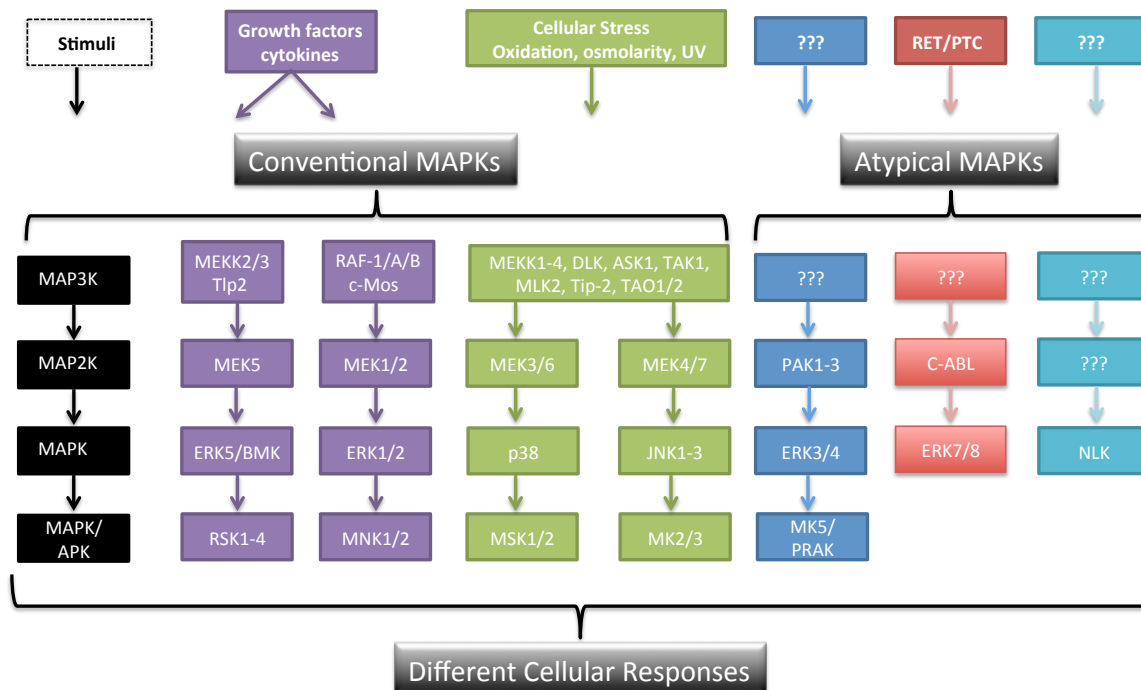 Stimuli
Growth factors
cytokines
Cellular Stress
Oxidation, osmolarity, UV
???
RET/PTC
???
Conventional MAPKs
Atypical MAPKs
MAP3K
MEKK2/3
Tlp2
RAF-1/A/B
c-Mos
MEKK1-4, DLK, ASK1, TAK1,
MLK2, Tip-2, TAO1/2
???
???
???
MAP2K
MEK5
MEK1/2
MEK3/6
MEK4/7
PAK1-3
C-ABL
???
MAPK
ERK5/BMK
ERK1/2
p38
JNK1-3
ERK3/4
ERK7/8
NLK
MAPK/
APK
RSK1-4
MNK1/2
MSK1/2
MK2/3
MK5/
PRAK
Different Cellular Responses